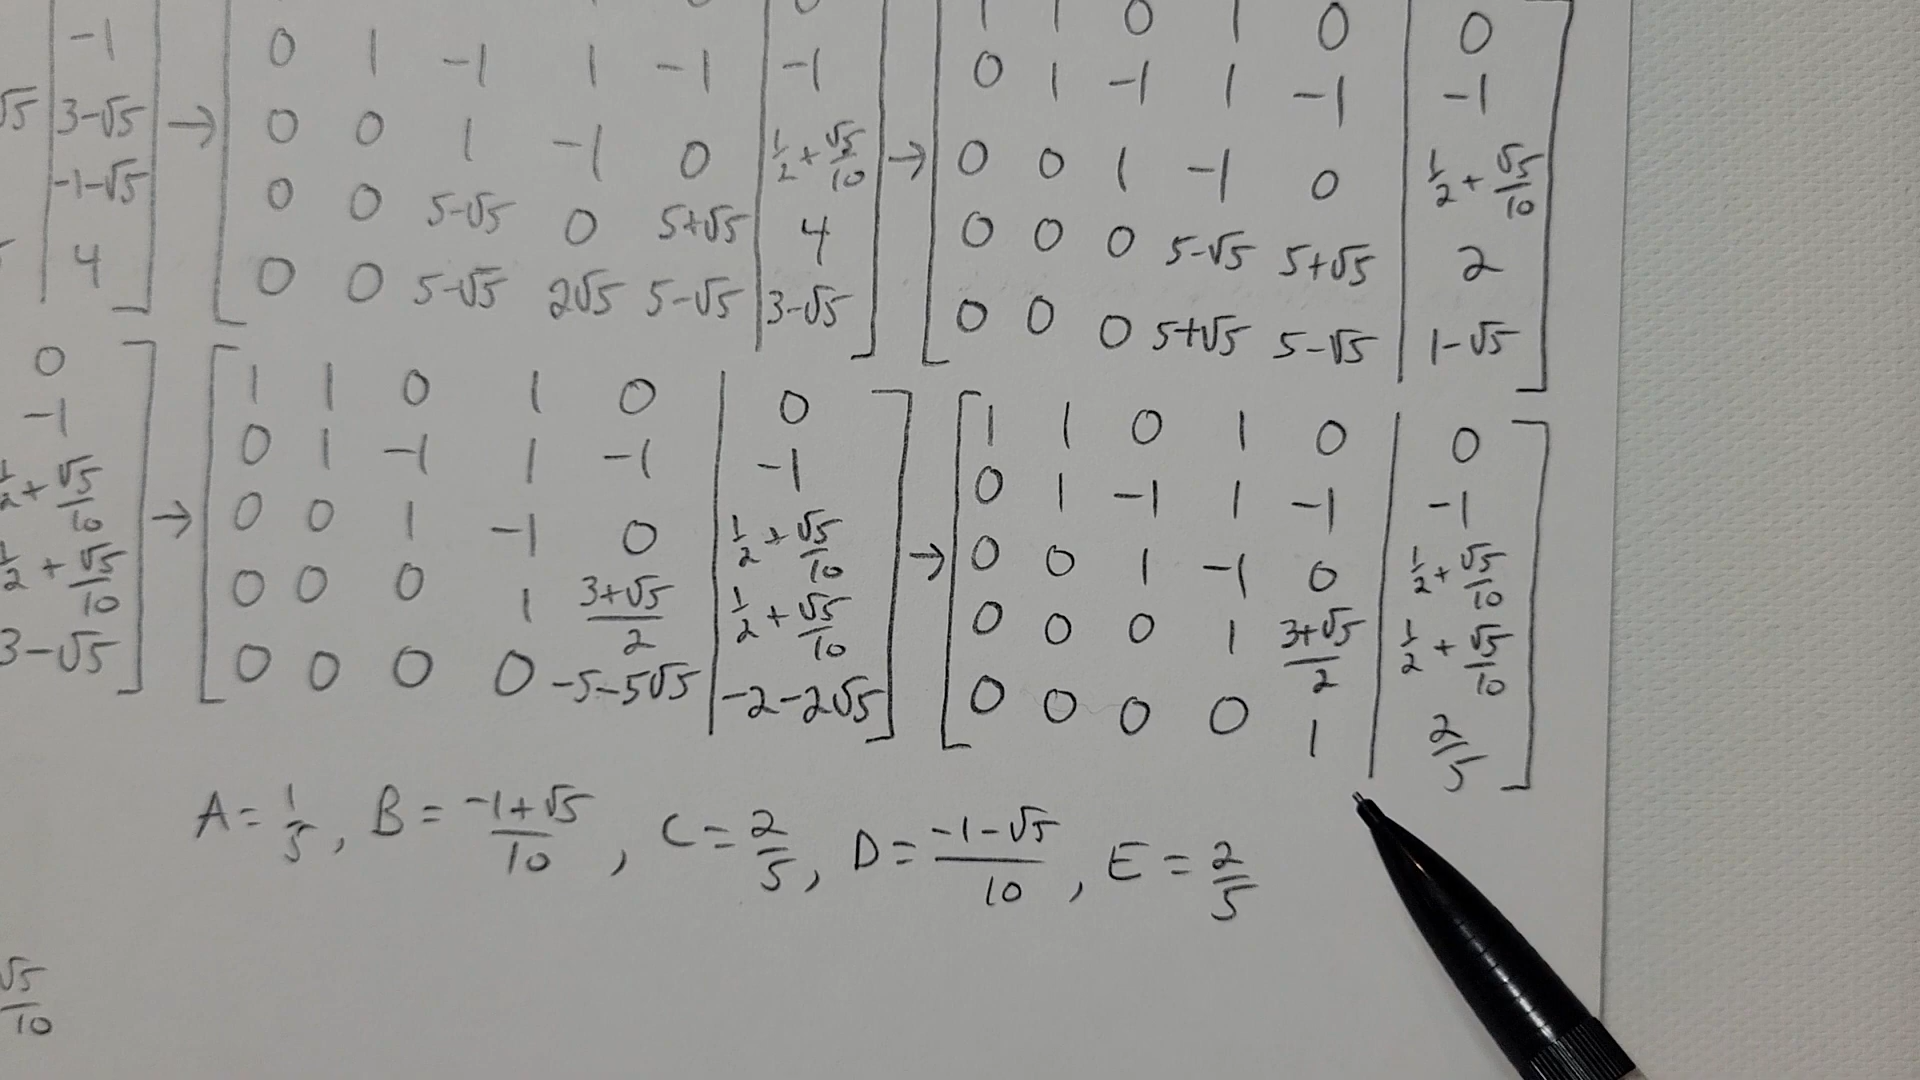 -1
√5 3-√5
-1-√5
4
→
0 1 -1 1 -1 | -1
0 0 1 -1 0 | 1/2 + √5/10
0 0 5-√5 0 5+√5 | 4
0 0 5-√5 2√5 5-√5 | 3-√5
→
1 1 0 1 0 | 0
0 1 -1 1 -1 | -1
0 0 1 -1 0 | 1/2 + √5/10
0 0 0 5-√5 5+√5 | 2
0 0 0 5+√5 5-√5 | 1-√5
0
-1
1/2 + √5/10
1/2 + √5/10
3-√5
→
1 1 0 1 0 | 0
0 1 -1 1 -1 | -1
0 0 1 -1 0 | 1/2 + √5/10
0 0 0 1 3+√5/2 | 1/2 + √5/10
0 0 0 0 -5-5√5 | -2-2√5
→
1 1 0 1 0 | 0
0 1 -1 1 -1 | -1
0 0 1 -1 0 | 1/2 + √5/10
0 0 0 1 3+√5/2 | 1/2 + √5/10
0 0 0 0 1 | 2/5
A = 1/5, B = -1+√5/10, C = 2/5, D = -1-√5/10, E = 2/5
√5/10